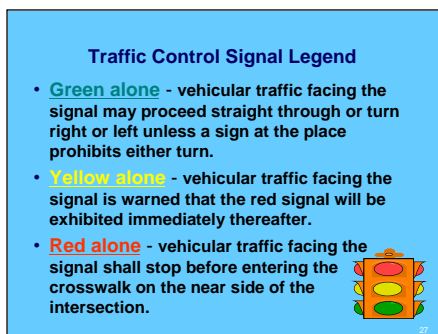 Traffic Control Signal Legend
• Green alone - vehicular traffic facing the
signal may proceed straight through or turn
right or left unless a sign at the place
prohibits either turn.
• Yellow alone - vehicular traffic facing the
signal is warned that the red signal will be
exhibited immediately thereafter.
• Red alone - vehicular traffic facing the
signal shall stop before entering the
crosswalk on the near side of the
intersection.
27